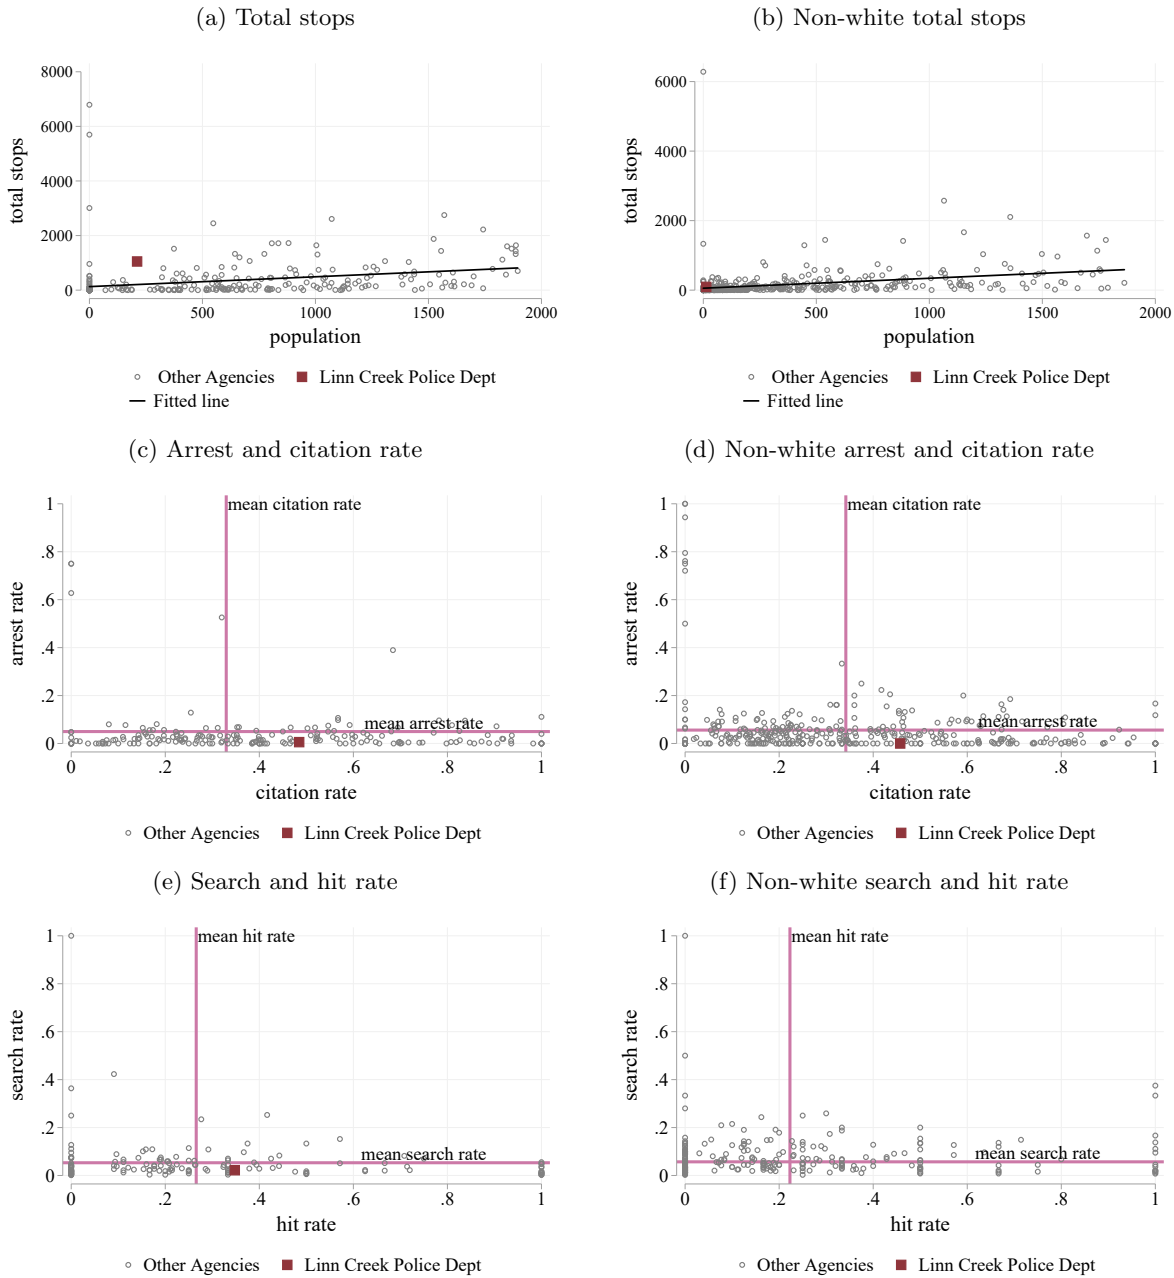 (a) Total stops
(b) Non-white total stops
total stops
8000
6000
4000
2000
0
0 500 1000 1500 2000
population
Other Agencies Linn Creek Police Dept
Fitted line
total stops
6000
4000
2000
0
0 500 1000 1500 2000
population
Other Agencies Linn Creek Police Dept
Fitted line
(c) Arrest and citation rate
(d) Non-white arrest and citation rate
arrest rate
1
.8
.6
.4
.2
0
mean citation rate
mean arrest rate
0 .2 .4 .6 .8 1
citation rate
Other Agencies Linn Creek Police Dept
arrest rate
1
.8
.6
.4
.2
0
mean citation rate
mean arrest rate
0 .2 .4 .6 .8 1
citation rate
Other Agencies Linn Creek Police Dept
(e) Search and hit rate
(f) Non-white search and hit rate
search rate
1
.8
.6
.4
.2
0
mean hit rate
mean search rate
0 .2 .4 .6 .8 1
hit rate
Other Agencies Linn Creek Police Dept
search rate
1
.8
.6
.4
.2
0
mean hit rate
mean search rate
0 .2 .4 .6 .8 1
hit rate
Other Agencies Linn Creek Police Dept